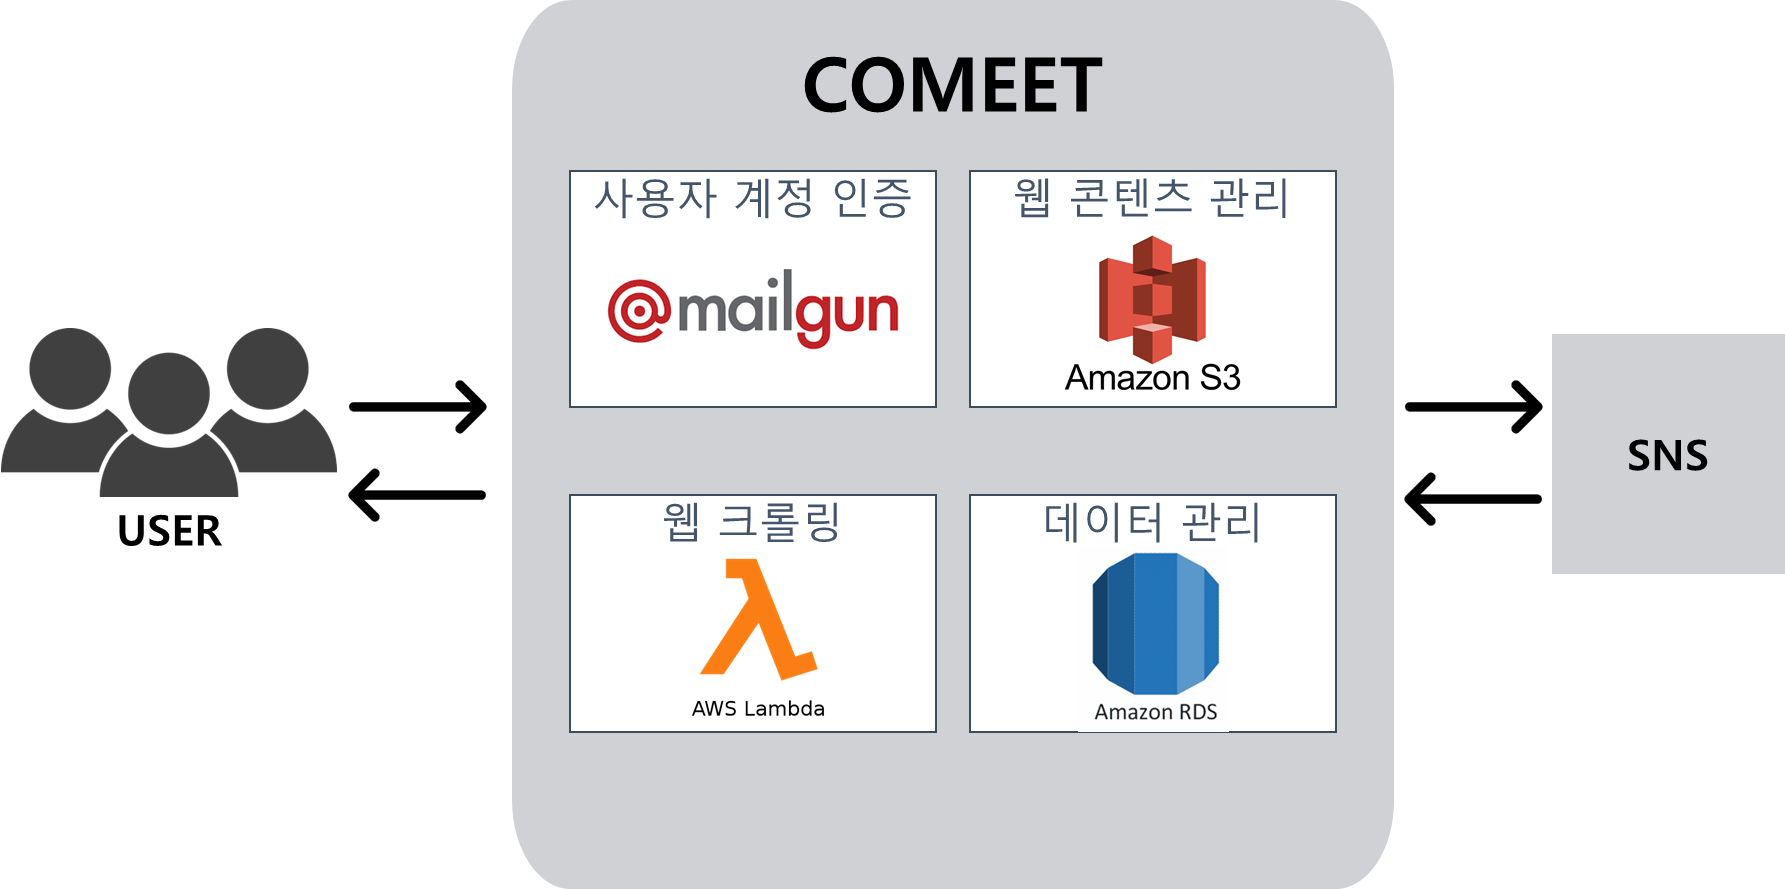 COMEET
사용자 계정 인증
@mailgun
웹 콘텐츠 관리
Amazon S3
USER
SNS
웹 크롤링
AWS Lambda
데이터 관리
Amazon RDS